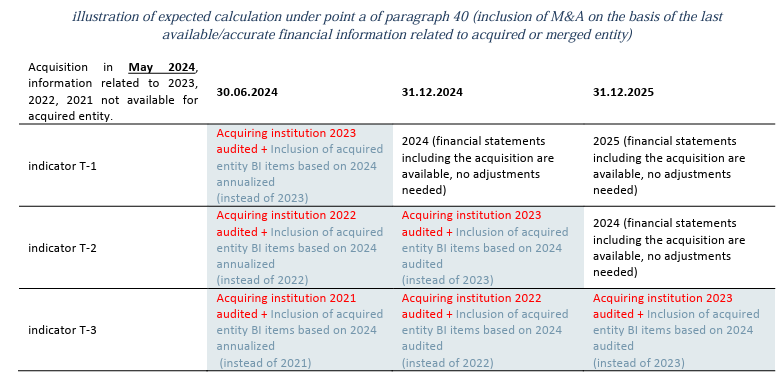 illustration of expected calculation under point a of paragraph 40 (inclusion of M&A on the basis of the last
available/accurate financial information related to acquired or merged entity)
Acquisition in May 2024,
information related to 2023,
2022, 2021 not available for
acquired entity.
30.06.2024
31.12.2024
31.12.2025
indicator T-1
Acquiring institution 2023
audited + Inclusion of acquired
entity BI items based on 2024
annualized
(instead of 2023)
2024 (financial statements
including the acquisition are
available, no adjustments
needed)
2025 (financial statements
including the acquisition are
available, no adjustments
needed)
indicator T-2
Acquiring institution 2022
audited + Inclusion of acquired
entity BI items based on 2024
annualized
(instead of 2022)
Acquiring institution 2023
audited + Inclusion of acquired
entity BI items based on 2024
audited
(instead of 2023)
2024 (financial statements
including the acquisition are
available, no adjustments
needed)
indicator T-3
Acquiring institution 2021
audited + Inclusion of acquired
entity BI items based on 2024
annualized
(instead of 2021)
Acquiring institution 2022
audited + Inclusion of acquired
entity BI items based on 2024
audited
(instead of 2022)
Acquiring institution 2023
audited + Inclusion of acquired
entity BI items based on 2024
audited
(instead of 2023)